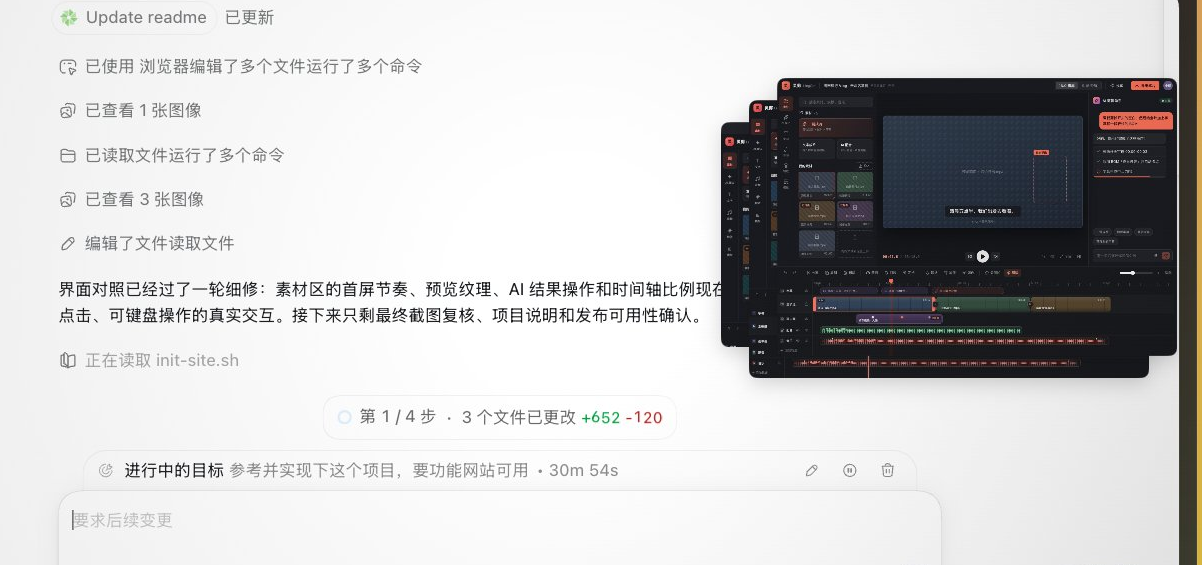 Update readme 已更新
已使用 浏览器编辑了多个文件运行了多个命令
已查看 1 张图像
已读取文件运行了多个命令
已查看 3 张图像
编辑了文件读取文件
界面对照已经过了一轮细修：素材区的首屏节奏、预览纹理、AI 结果操作和时间轴比例现在
点击、可键盘操作的真实交互。接下来只剩最终截图复核、项目说明和发布可用性确认。
正在读取 init-site.sh
第 1 / 4 步 · 3 个文件已更改 +652 -120
进行中的目标 参考并实现下这个项目，要功能网站可用 • 30m 54s
要求后续变更